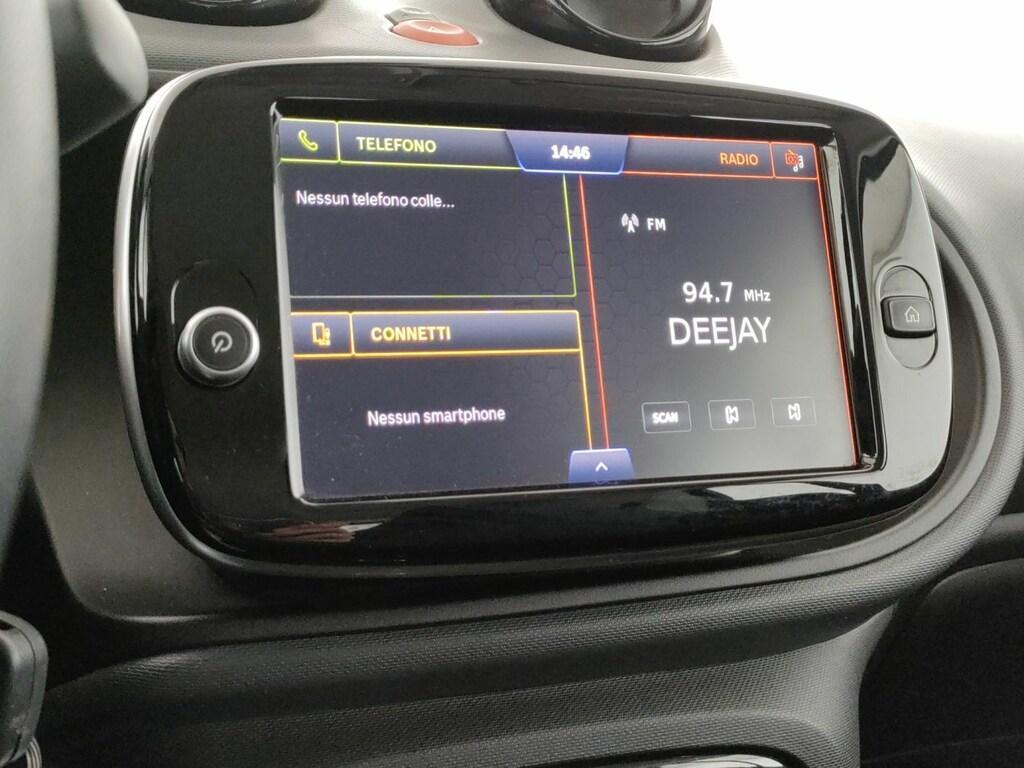 TELEFONO
14:46
RADIO
Nessun telefono colle...
FM
94.7 MHz
DEEJAY
CONNETTI
Nessun smartphone
SCAN